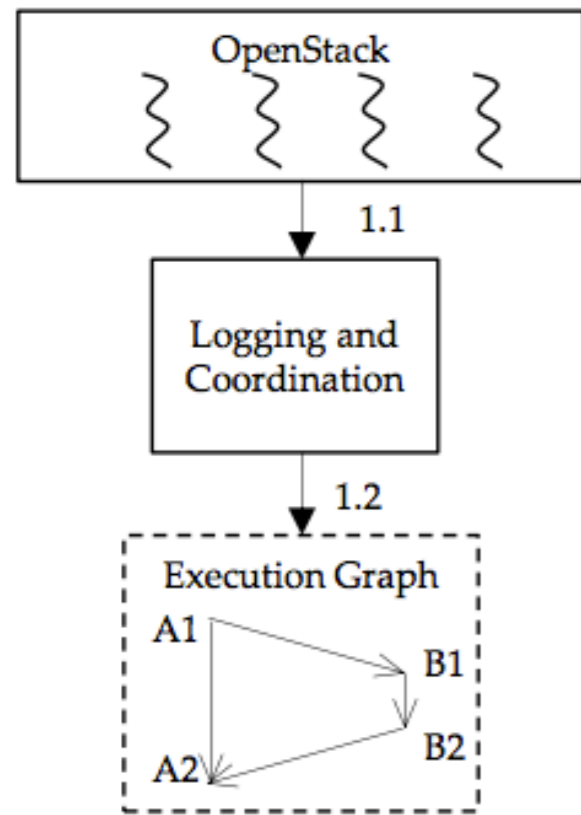 OpenStack
1.1
Logging and
Coordination
1.2
Execution Graph
A1
B1
B2
A2